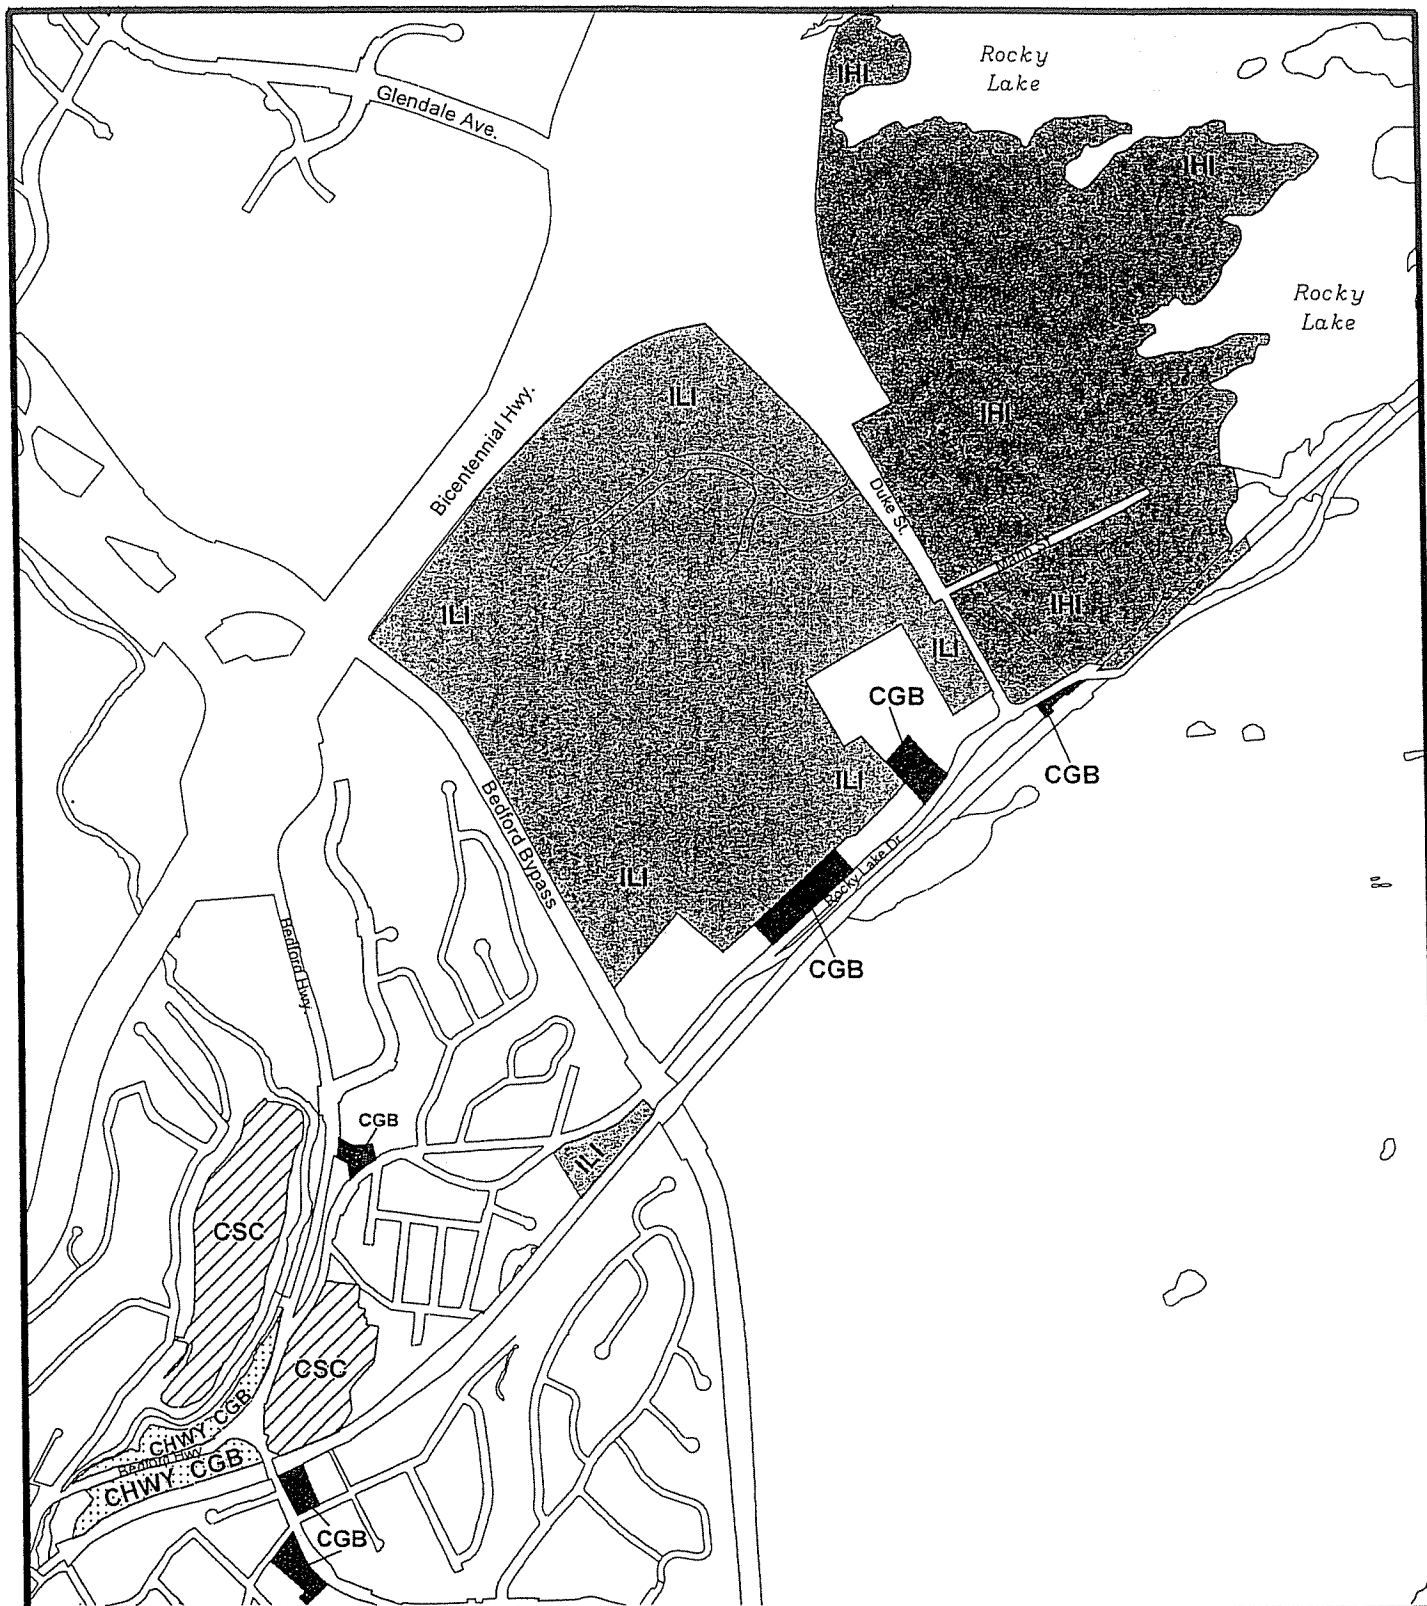 IHI
Rocky
Lake
Glendale Ave.
IHI
Rocky
Lake
ILI
Bicentennial Hwy.
IHI
Duke St.
ILI
IHI
ILI
CGB
CGB
ILI
Bedford Bypass
Rocky Lake Dr.
ILI
CGB
Bedford Hwy.
CGB
ILI
CSC
CSC
CHWY CGB
Bedford Hwy
CHWY CGB
CGB